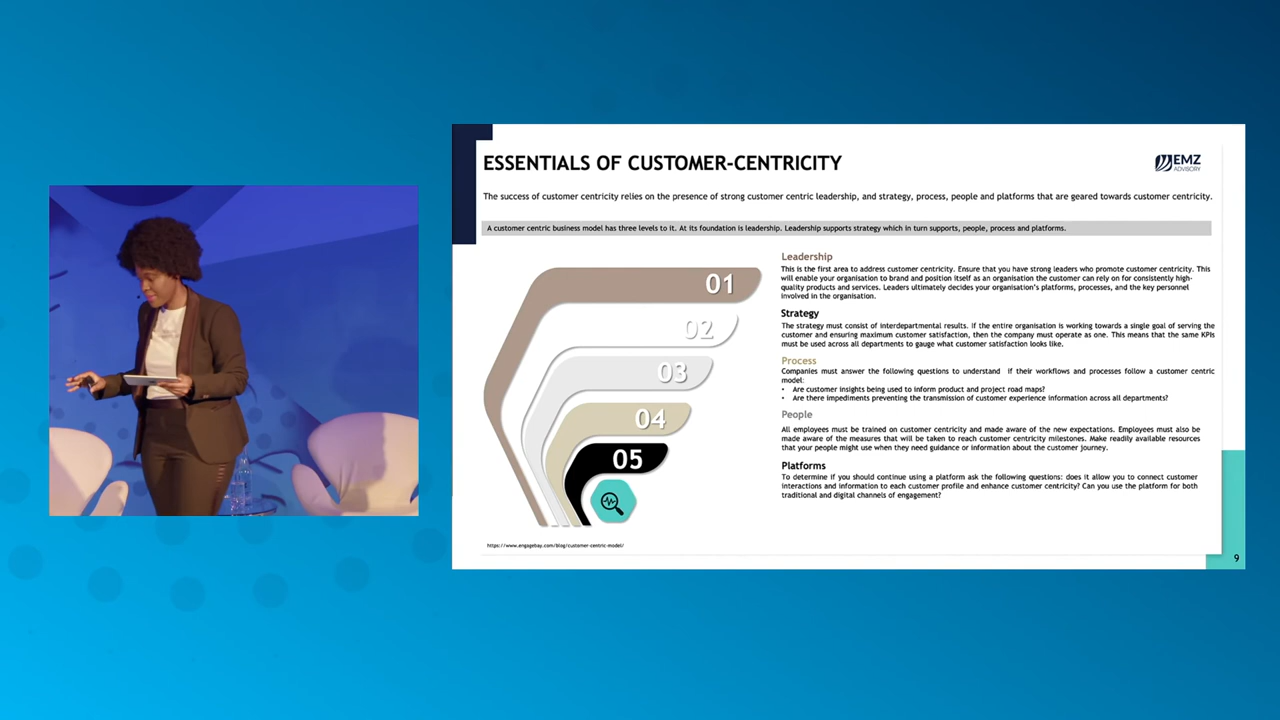 ESSENTIALS OF CUSTOMER-CENTRICITY
EMZ
ADVISORY
The success of customer centricity relies on the presence of strong customer centric leadership, and strategy, process, people and platforms that are geared towards customer centricity.
A customer centric business model has three levels to it. At its foundation is leadership. Leadership supports strategy which in turn supports, people, process and platforms.
01
02
03
04
05
Leadership
This is the first area to address customer centricity. Ensure that you have strong leaders who promote customer centricity. This
will enable your organisation to brand and position itself as an organisation the customer can rely on for consistently high-
quality products and services. Leaders ultimately decides your organisation's platforms, processes, and the key personnel
involved in the organisation.
Strategy
The strategy must consist of interdepartmental results. If the entire organisation is working towards a single goal of serving the
customer and ensuring maximum customer satisfaction, then the company must operate as one. This means that the same KPIs
must be used across all departments to gauge what customer satisfaction looks like.
Process
Companies must answer the following questions to understand if their workflows and processes follow a customer centric
model:
• Are customer insights being used to inform product and project road maps?
• Are there impediments preventing the transmission of customer experience information across all departments?
People
All employees must be trained on customer centricity and made aware of the new expectations. Employees must also be
made aware of the measures that will be taken to reach customer centricity milestones. Make readily available resources
that your people might use when they need guidance or information about the customer journey.
Platforms
To determine if you should continue using a platform ask the following questions: does it allow you to connect customer
interactions and information to each customer profile and enhance customer centricity? Can you use the platform for both
traditional and digital channels of engagement?
https://www.engagebay.com/blog/customer-centric-model/
9